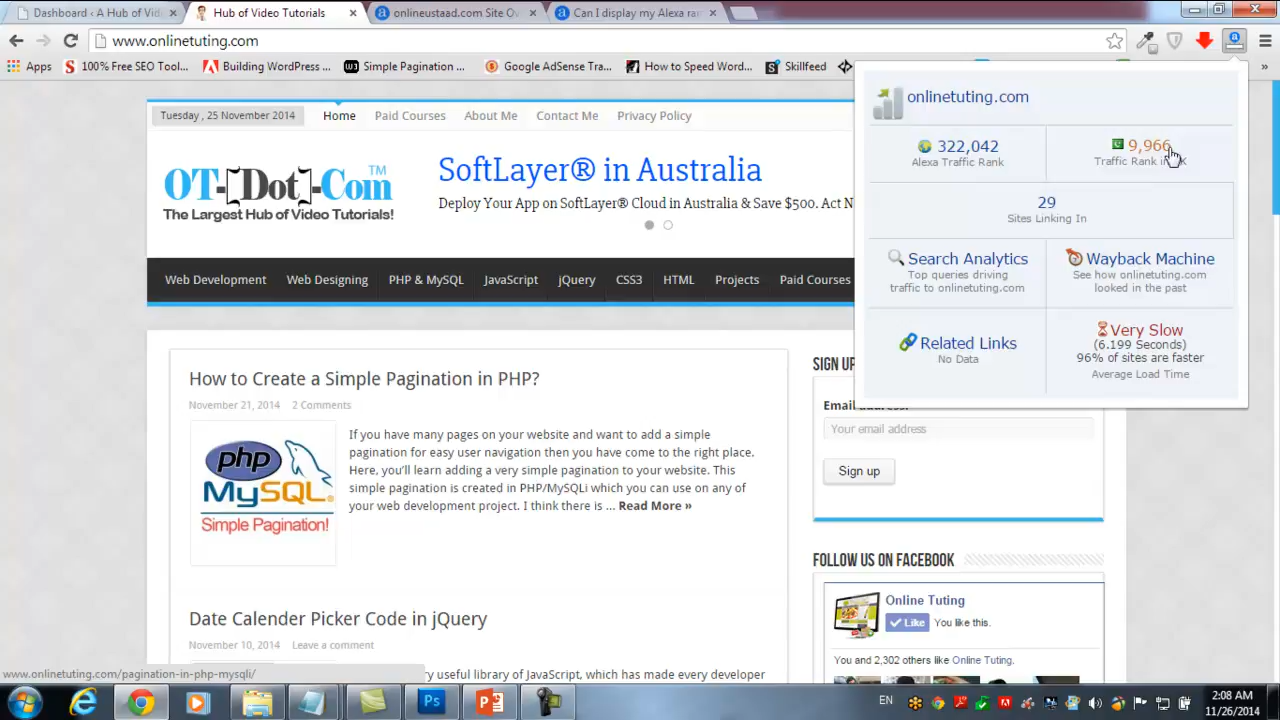 Dashboard ‹ A Hub of Vid
Hub of Video Tutorials
onlineustaad.com Site Ov
Can I display my Alexa ran
www.onlinetuting.com
Apps
100% Free SEO Tool...
Building WordPress ...
Simple Pagination ...
Google AdSense Tra...
How to Speed Word...
Skillfeed
»
Tuesday , 25 November 2014
Home
Paid Courses
About Me
Contact Me
Privacy Policy
OT-[Dot]-Com™
The Largest Hub of Video Tutorials!
SoftLayer® in Australia
Deploy Your App on SoftLayer® Cloud in Australia & Save $500. Act N
Web Development
Web Designing
PHP & MySQL
JavaScript
jQuery
CSS3
HTML
Projects
Paid Courses
onlinetuting.com
322,042
Alexa Traffic Rank
9,966
Traffic Rank in
29
Sites Linking In
Search Analytics
Top queries driving
traffic to onlinetuting.com
Wayback Machine
See how onlinetuting.com
looked in the past
Related Links
No Data
Very Slow
(6.199 Seconds)
96% of sites are faster
Average Load Time
How to Create a Simple Pagination in PHP?
November 21, 2014
2 Comments
php
MySQL
Simple Pagination!
If you have many pages on your website and want to add a simple
pagination for easy user navigation then you have come to the right place.
Here, you'll learn adding a very simple pagination to your website. This
simple pagination is created in PHP/MySQLi which you can use on any of
your web development project. I think there is ... Read More »
Date Calender Picker Code in jQuery
November 10, 2014
Leave a comment
useful library of JavaScript, which has made every developer
SIGN UP
Email address:
Your email address
Sign up
FOLLOW US ON FACEBOOK
Online Tuting
Like
You like this.
You and 2,302 others like Online Tuting.
www.onlinetuting.com/pagination-in-php-mysqli/
Ps
EN
2:08 AM
11/26/2014